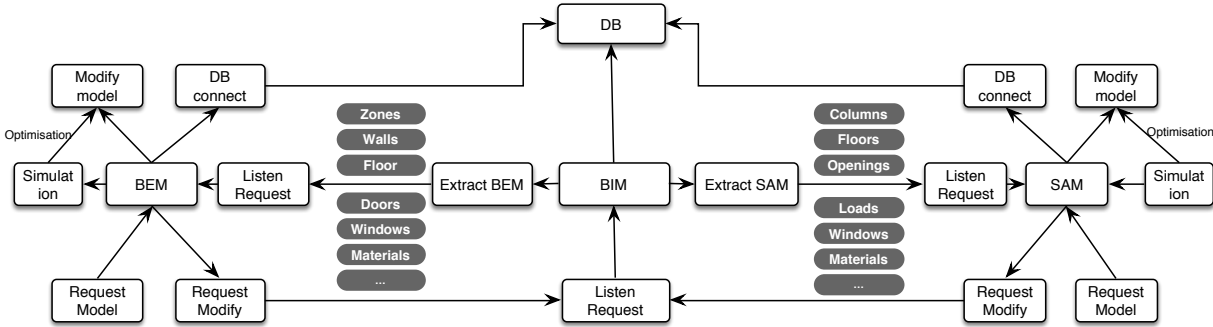 DB
Modify
model
DB
connect
DB
connect
Modify
model
Optimisation
Optimisation
Zones
Walls
Floor
Columns
Floors
Openings
Simulat
ion
BEM
Listen
Request
Extract BEM
BIM
Extract SAM
Listen
Request
SAM
Simulat
ion
Doors
Windows
Materials
...
Loads
Windows
Materials
...
Request
Model
Request
Modify
Listen
Request
Request
Modify
Request
Model